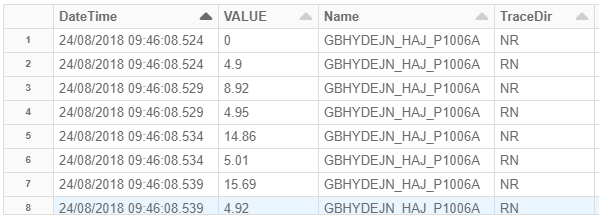 DateTime VALUE Name TraceDir
1 24/08/2018 09:46:08.524 0 GBHYDEJN_HAJ_P1006A NR
2 24/08/2018 09:46:08.524 4.9 GBHYDEJN_HAJ_P1006A RN
3 24/08/2018 09:46:08.529 8.92 GBHYDEJN_HAJ_P1006A NR
4 24/08/2018 09:46:08.529 4.95 GBHYDEJN_HAJ_P1006A RN
5 24/08/2018 09:46:08.534 14.86 GBHYDEJN_HAJ_P1006A NR
6 24/08/2018 09:46:08.534 5.01 GBHYDEJN_HAJ_P1006A RN
7 24/08/2018 09:46:08.539 15.69 GBHYDEJN_HAJ_P1006A NR
8 24/08/2018 09:46:08.539 4.92 GBHYDEJN_HAJ_P1006A RN